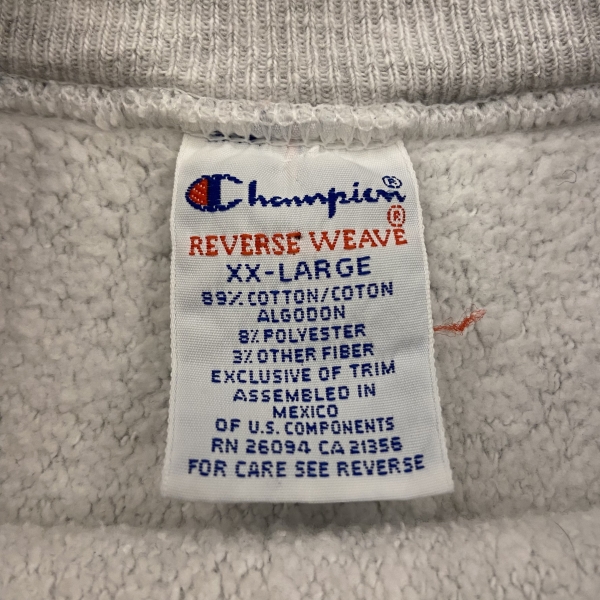 Champion®
REVERSE WEAVE®
XX-LARGE
89% COTTON/COTON
ALGODON
8% POLYESTER
3% OTHER FIBER
EXCLUSIVE OF TRIM
ASSEMBLED IN
MEXICO
OF U.S. COMPONENTS
RN 26094 CA 21356
FOR CARE SEE REVERSE